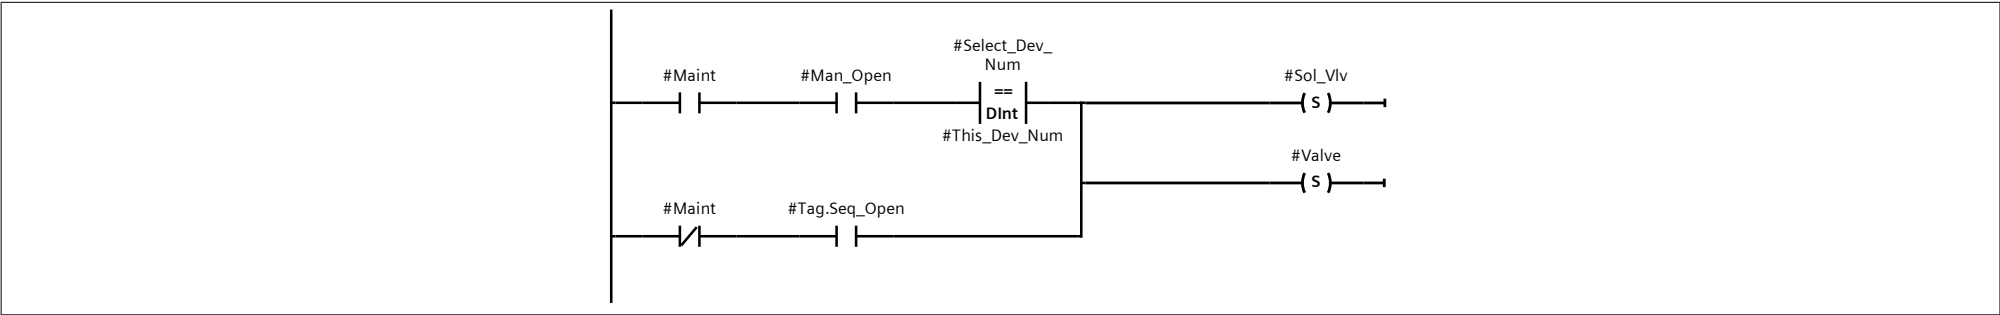 #Select_Dev_
Num
#Maint
#Man_Open
#Sol_Vlv
==
DInt
S
#This_Dev_Num
#Valve
S
#Maint
#Tag.Seq_Open